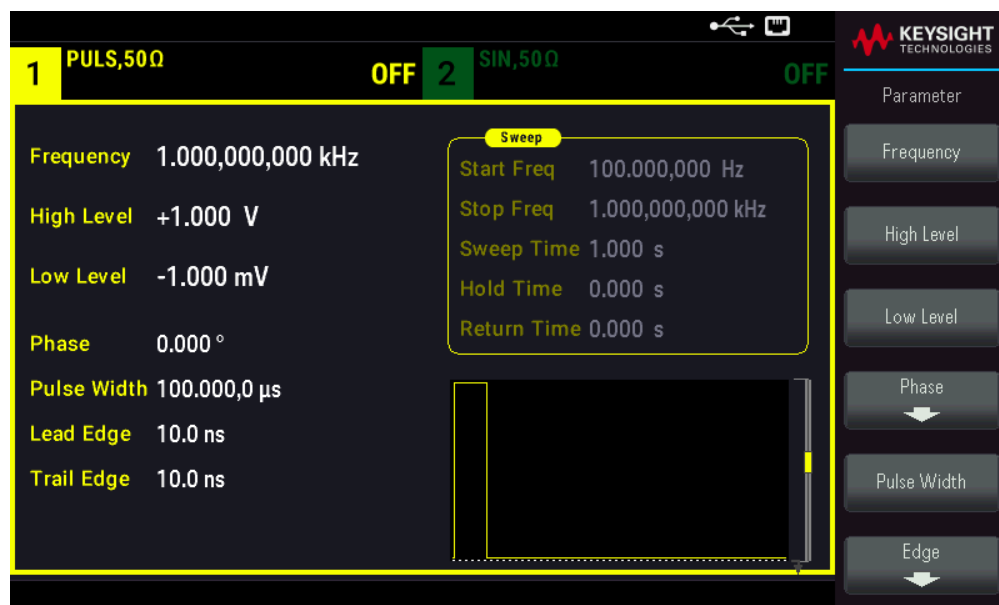 KEYSIGHT
TECHNOLOGIES
1 PULS,50Ω OFF
2 SIN,50Ω OFF
Frequency 1.000,000,000 kHz
High Level +1.000 V
Low Level -1.000 mV
Phase 0.000 °
Pulse Width 100.000,0 µs
Lead Edge 10.0 ns
Trail Edge 10.0 ns
Sweep
Start Freq 100.000,000 Hz
Stop Freq 1.000,000,000 kHz
Sweep Time 1.000 s
Hold Time 0.000 s
Return Time 0.000 s
Parameter
Frequency
High Level
Low Level
Phase
Pulse Width
Edge